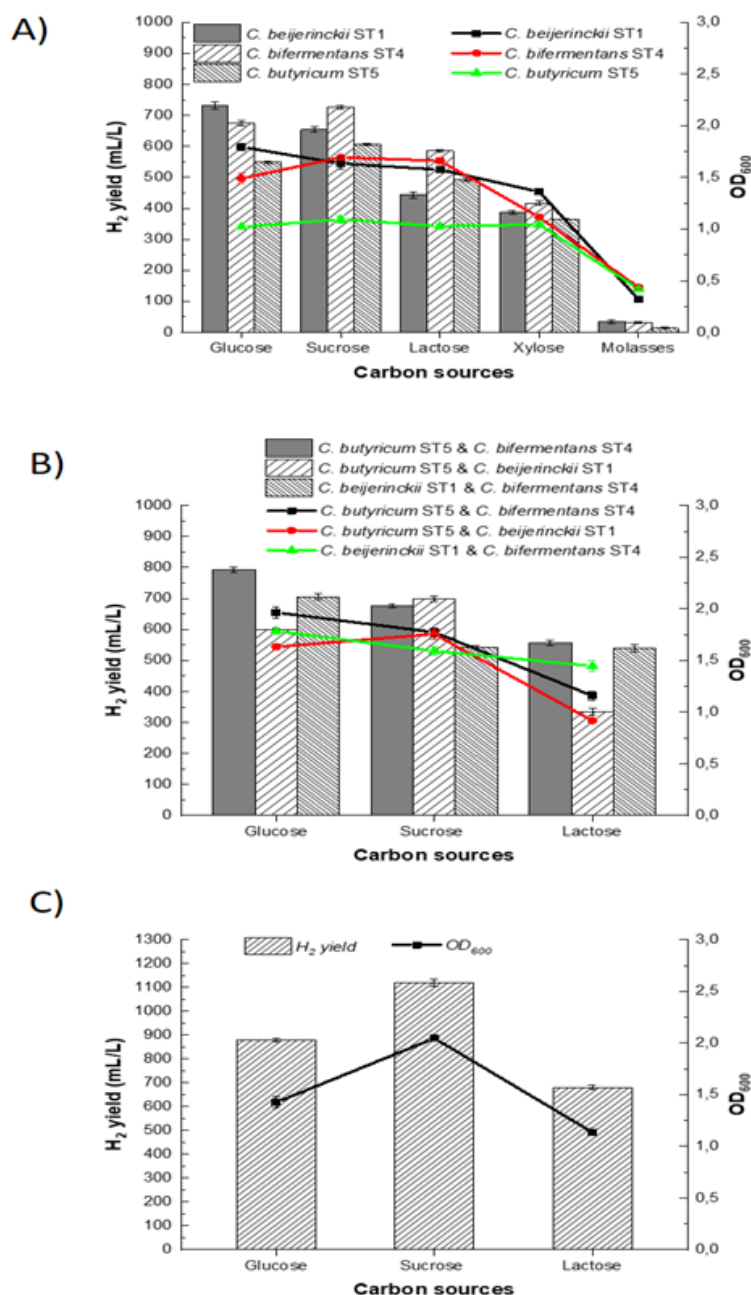 A)
C. beijerinckii ST1
C. bifermentans ST4
C. butyricum ST5
C. beijerinckii ST1
C. bifermentans ST4
C. butyricum ST5
1000
900
800
700
600
500
400
300
200
100
0
H2 yield (mL/L)
3,0
2,5
2,0
1,5
1,0
0,5
0,0
OD600
Glucose Sucrose Lactose Xylose Molasses
Carbon sources
B)
C. butyricum ST5 & C. bifermentans ST4
C. butyricum ST5 & C. beijerinckii ST1
C. beijerinckii ST1 & C. bifermentans ST4
C. butyricum ST5 & C. bifermentans ST4
C. butyricum ST5 & C. beijerinckii ST1
C. beijerinckii ST1 & C. bifermentans ST4
1000
900
800
700
600
500
400
300
200
100
0
H2 yield (mL/L)
3,0
2,5
2,0
1,5
1,0
0,5
0,0
OD600
Glucose Sucrose Lactose
Carbon sources
C)
H2 yield OD600
1300
1200
1100
1000
900
800
700
600
500
400
300
200
100
0
H2 yield (mL/L)
3,0
2,5
2,0
1,5
1,0
0,5
0,0
OD600
Glucose Sucrose Lactose
Carbon sources